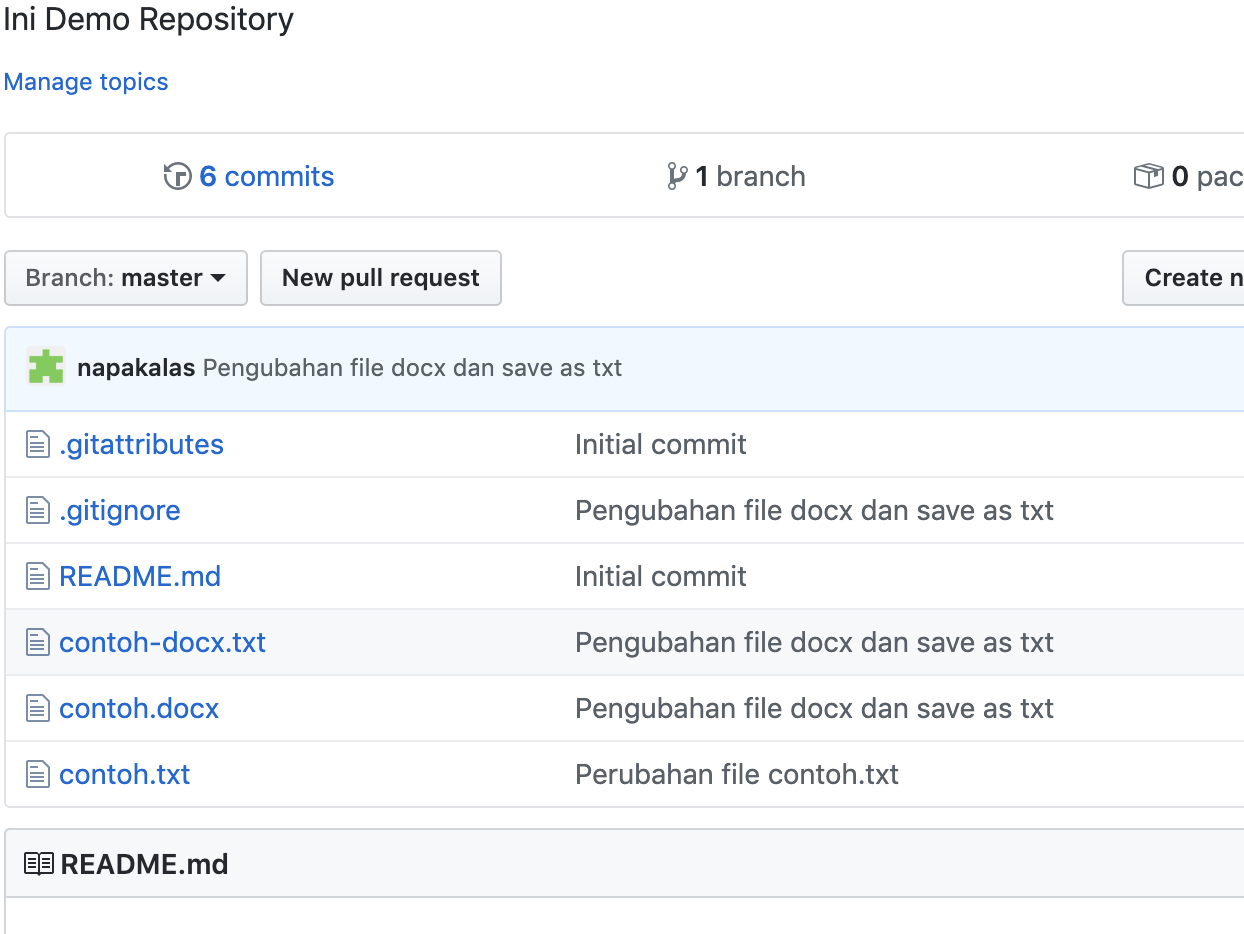 Ini Demo Repository
Manage topics
6 commits 1 branch 0 pac
Branch: master New pull request Create n
napakalas Pengubahan file docx dan save as txt
.gitattributes Initial commit
.gitignore Pengubahan file docx dan save as txt
README.md Initial commit
contoh-docx.txt Pengubahan file docx dan save as txt
contoh.docx Pengubahan file docx dan save as txt
contoh.txt Perubahan file contoh.txt
README.md